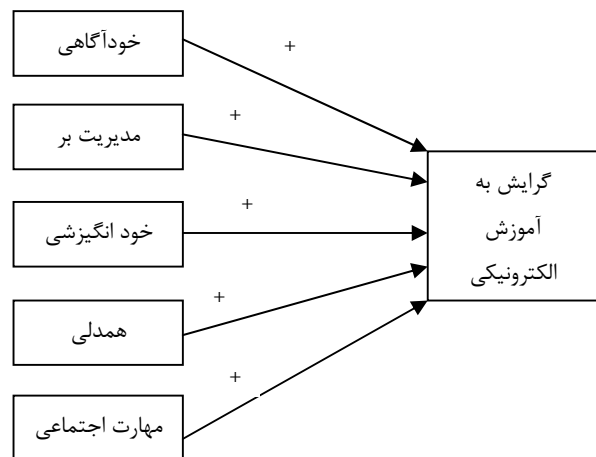 خودآگاهی
+
مدیریت بر
+
خود انگیزشی
+
همدلی
+
مهارت اجتماعی
+
گرایش به
آموزش
الکترونیکی